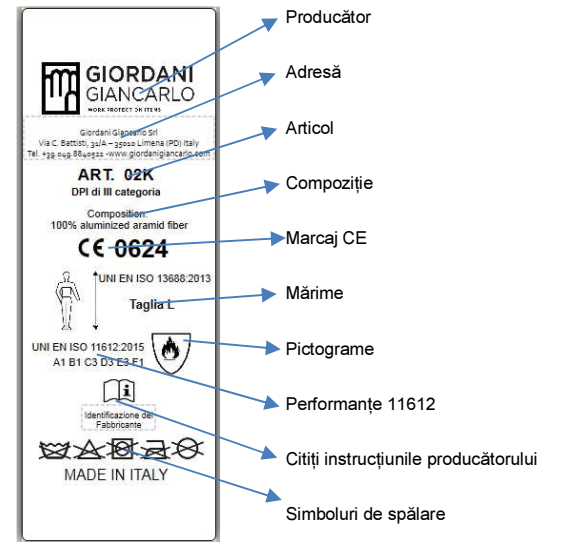 GIORDANI
GIANCARLO
WORK PROTECTION ITEMS
Giordani Giancarlo Srl
Via C. Battisti, 31/A – 35010 Limena (PD) Italy
Tel. +39 049 8840522 -www.giordanigiancarlo.com
ART. 02K
DPI di III categoria
Composition:
100% aluminized aramid fiber
CE 0624
UNI EN ISO 13688:2013
Taglia L
UNI EN ISO 11612:2015
A1 B1 C3 D3 E3 F1
i
Identificazione del
Fabbricante
MADE IN ITALY
Producător
Adresă
Articol
Compoziție
Marcaj CE
Mărime
Pictograme
Performanțe 11612
Citiți instrucțiunile producătorului
Simboluri de spălare